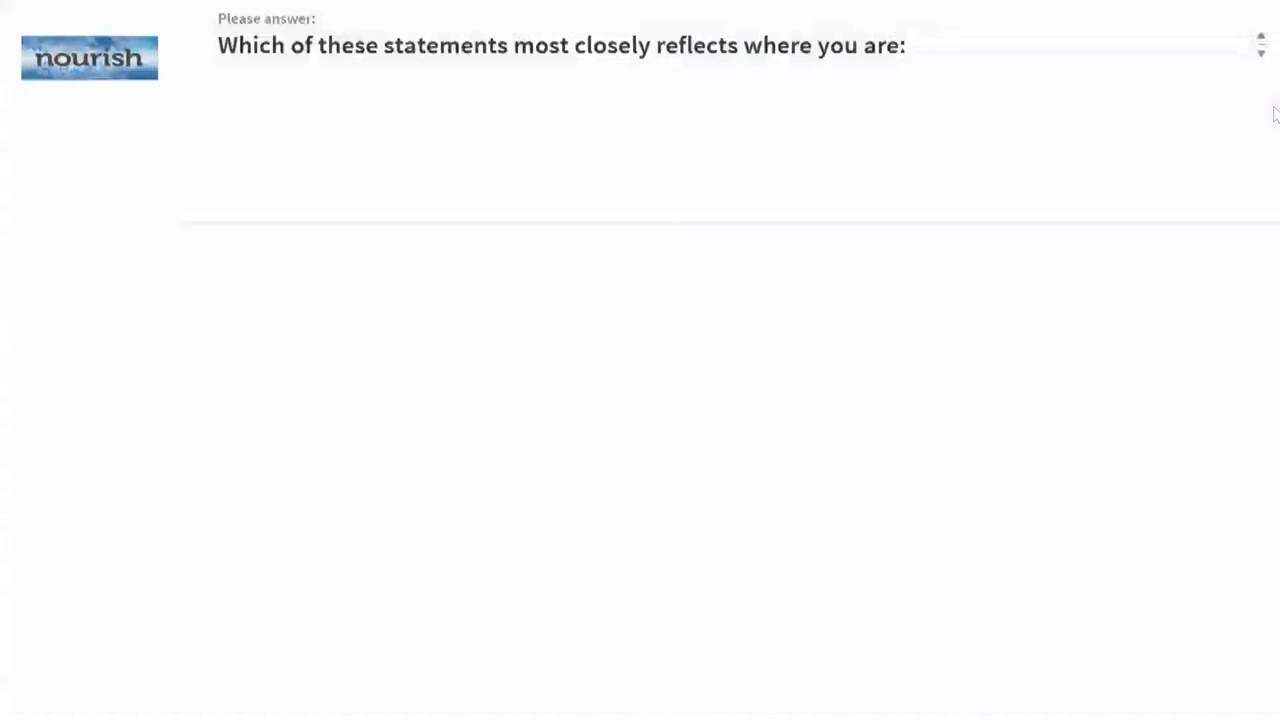 Please answer:
Which of these statements most closely reflects where you are:
nourish